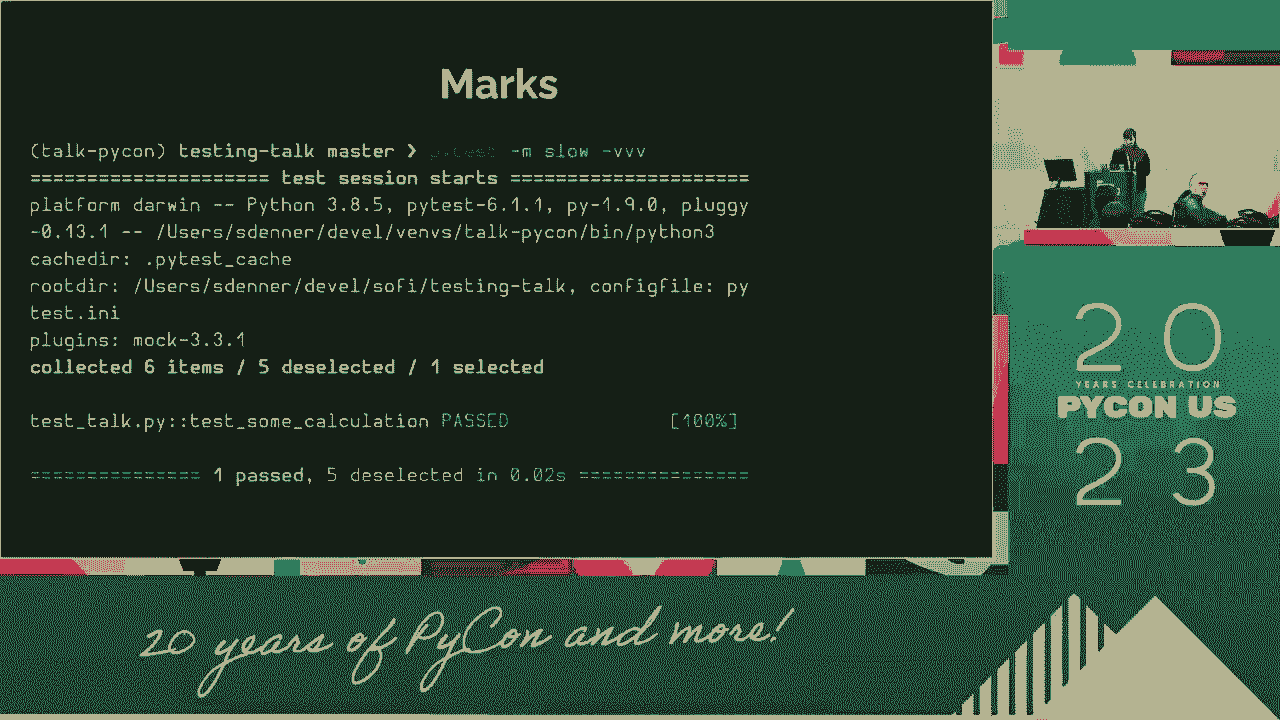 Marks
(talk-pycon) testing-talk master ❯ pytest -m slow -vvv
===================== test session starts =====================
platform darwin -- Python 3.8.5, pytest-6.1.1, py-1.9.0, pluggy
-0.13.1 -- /Users/sdenner/devel/venvs/talk-pycon/bin/python3
cachedir: .pytest_cache
rootdir: /Users/sdenner/devel/sofi/testing-talk, configfile: py
test.ini
plugins: mock-3.3.1
collected 6 items / 5 deselected / 1 selected
test_talk.py::test_some_calculation PASSED [100%]
=============== 1 passed, 5 deselected in 0.02s ===============
20
YEARS CELEBRATION
PYCON US
23
20 years of PyCon and more!